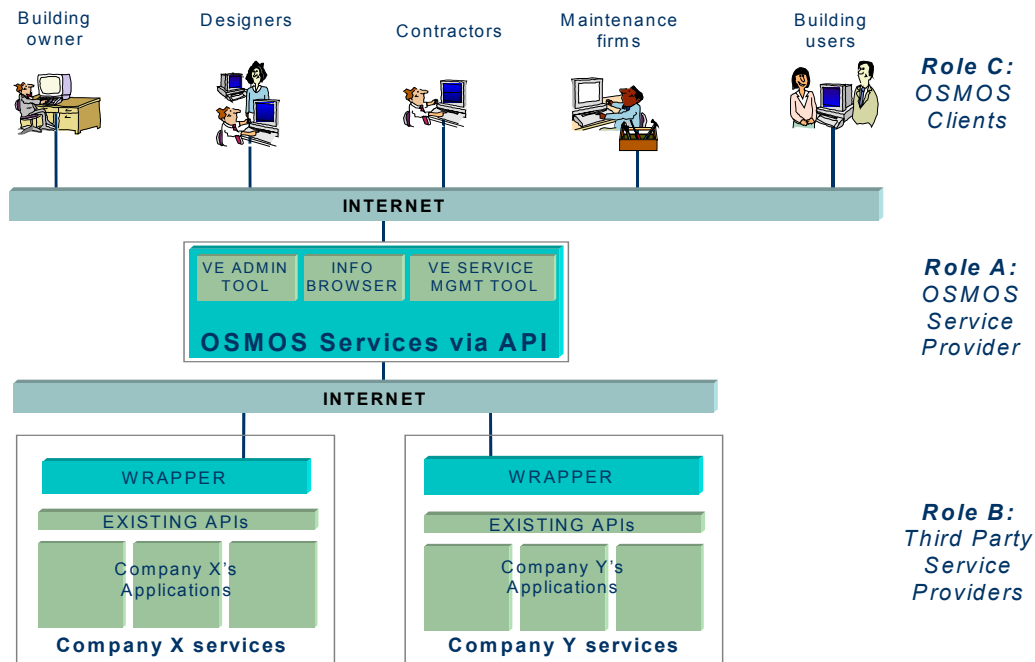 Building
owner
Designers
Contractors
Maintenance
firms
Building
users
Role C:
OSMOS
Clients
INTERNET
VE ADMIN
TOOL
INFO
BROWSER
VE SERVICE
MGMT TOOL
OSMOS Services via API
Role A:
OSMOS
Service
Provider
INTERNET
WRAPPER
EXISTING APIs
Company X's
Applications
Company X services
WRAPPER
EXISTING APIs
Company Y's
Applications
Company Y services
Role B:
Third Party
Service
Providers